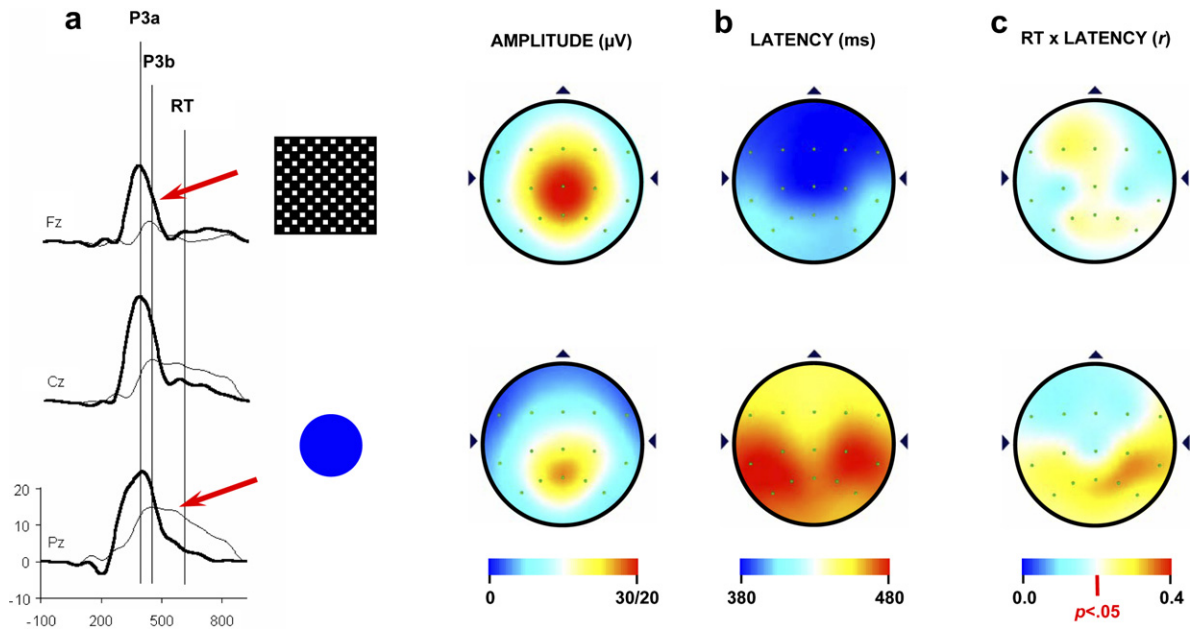 a
P3a
P3b
RT
Fz
Cz
20
10
Pz
0
-10
-100 200 500 800
AMPLITUDE (µV)
0 30/20
b
LATENCY (ms)
380 480
c
RT x LATENCY (r)
0.0 0.4
p<.05